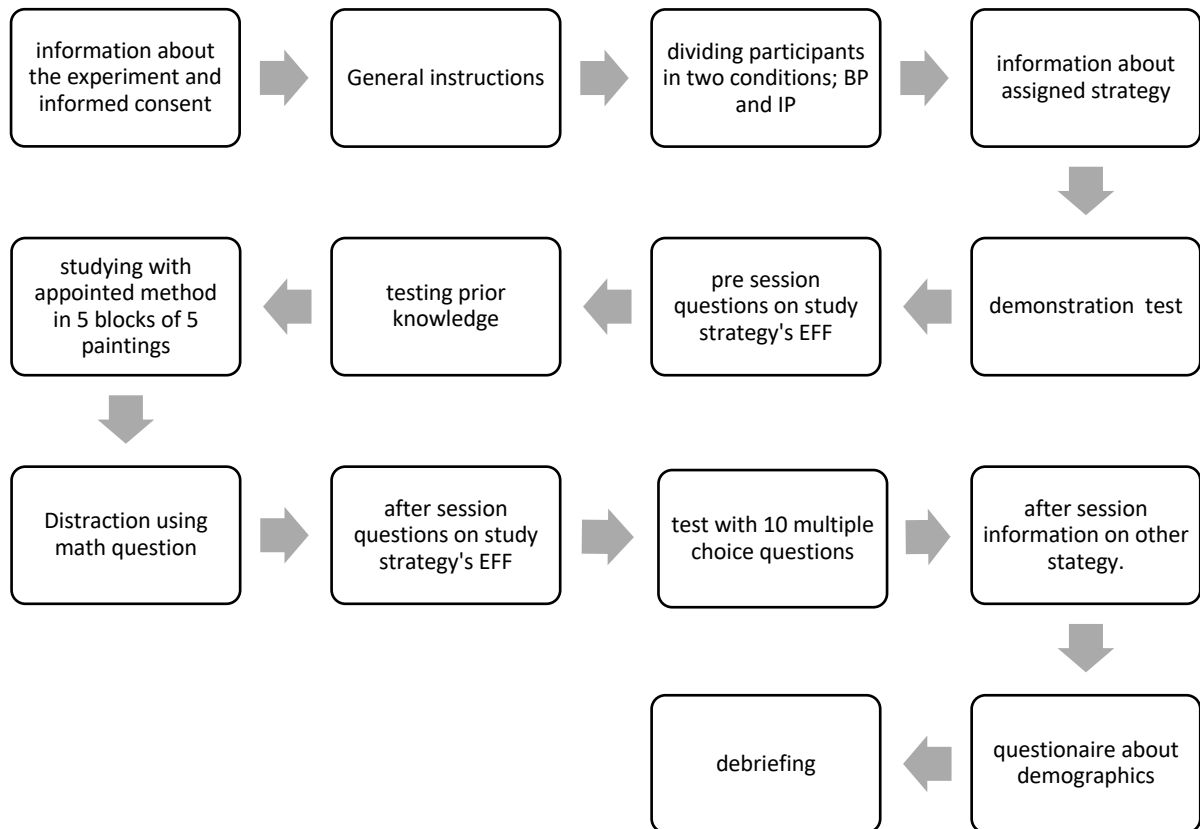 information about
the experiment and
informed consent
General instructions
dividing participants
in two conditions; BP
and IP
information about
assigned strategy
demonstration  test
pre session
questions on study
strategy's EFF
testing prior
knowledge
studying with
appointed method
in 5 blocks of 5
paintings
Distraction using
math question
after session
questions on study
strategy's EFF
test with 10 multiple
choice questions
after session
information on other
stategy.
questionaire about
demographics
debriefing